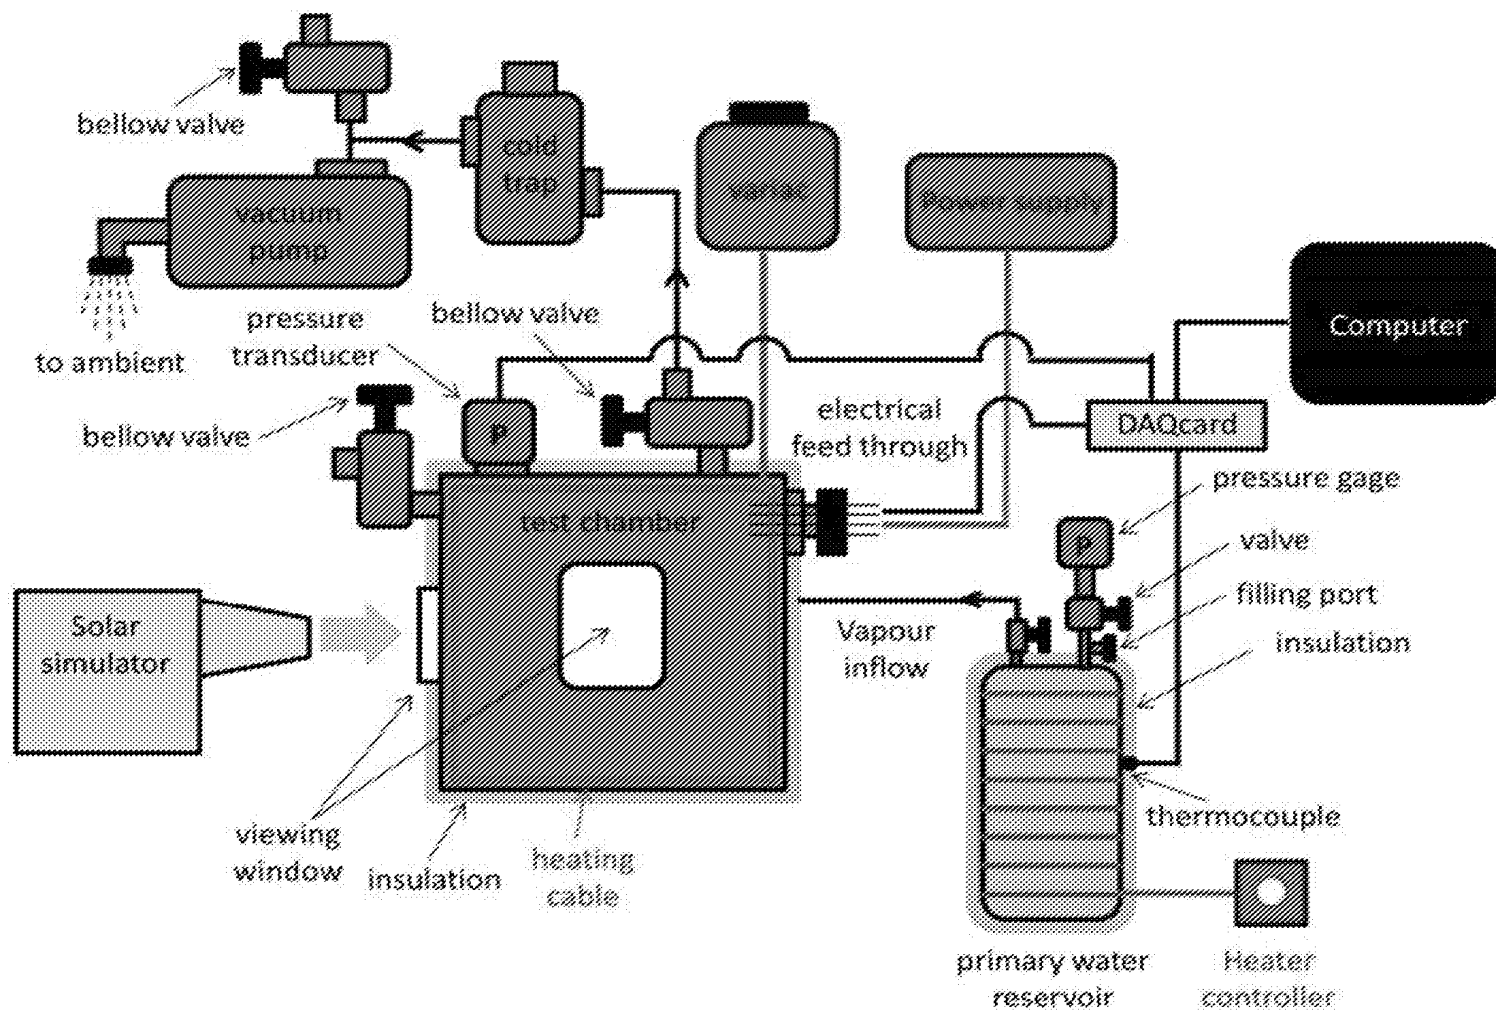 bellow valve
cold
trap
variac
Power supply
vacuum
pump
to ambient
pressure
transducer
bellow valve
Computer
bellow valve
P
electrical
feed through
DAQcard
pressure gage
test chamber
P
valve
filling port
Solar
simulator
Vapour
inflow
insulation
thermocouple
viewing
window
insulation
heating
cable
primary water
reservoir
Heater
controller